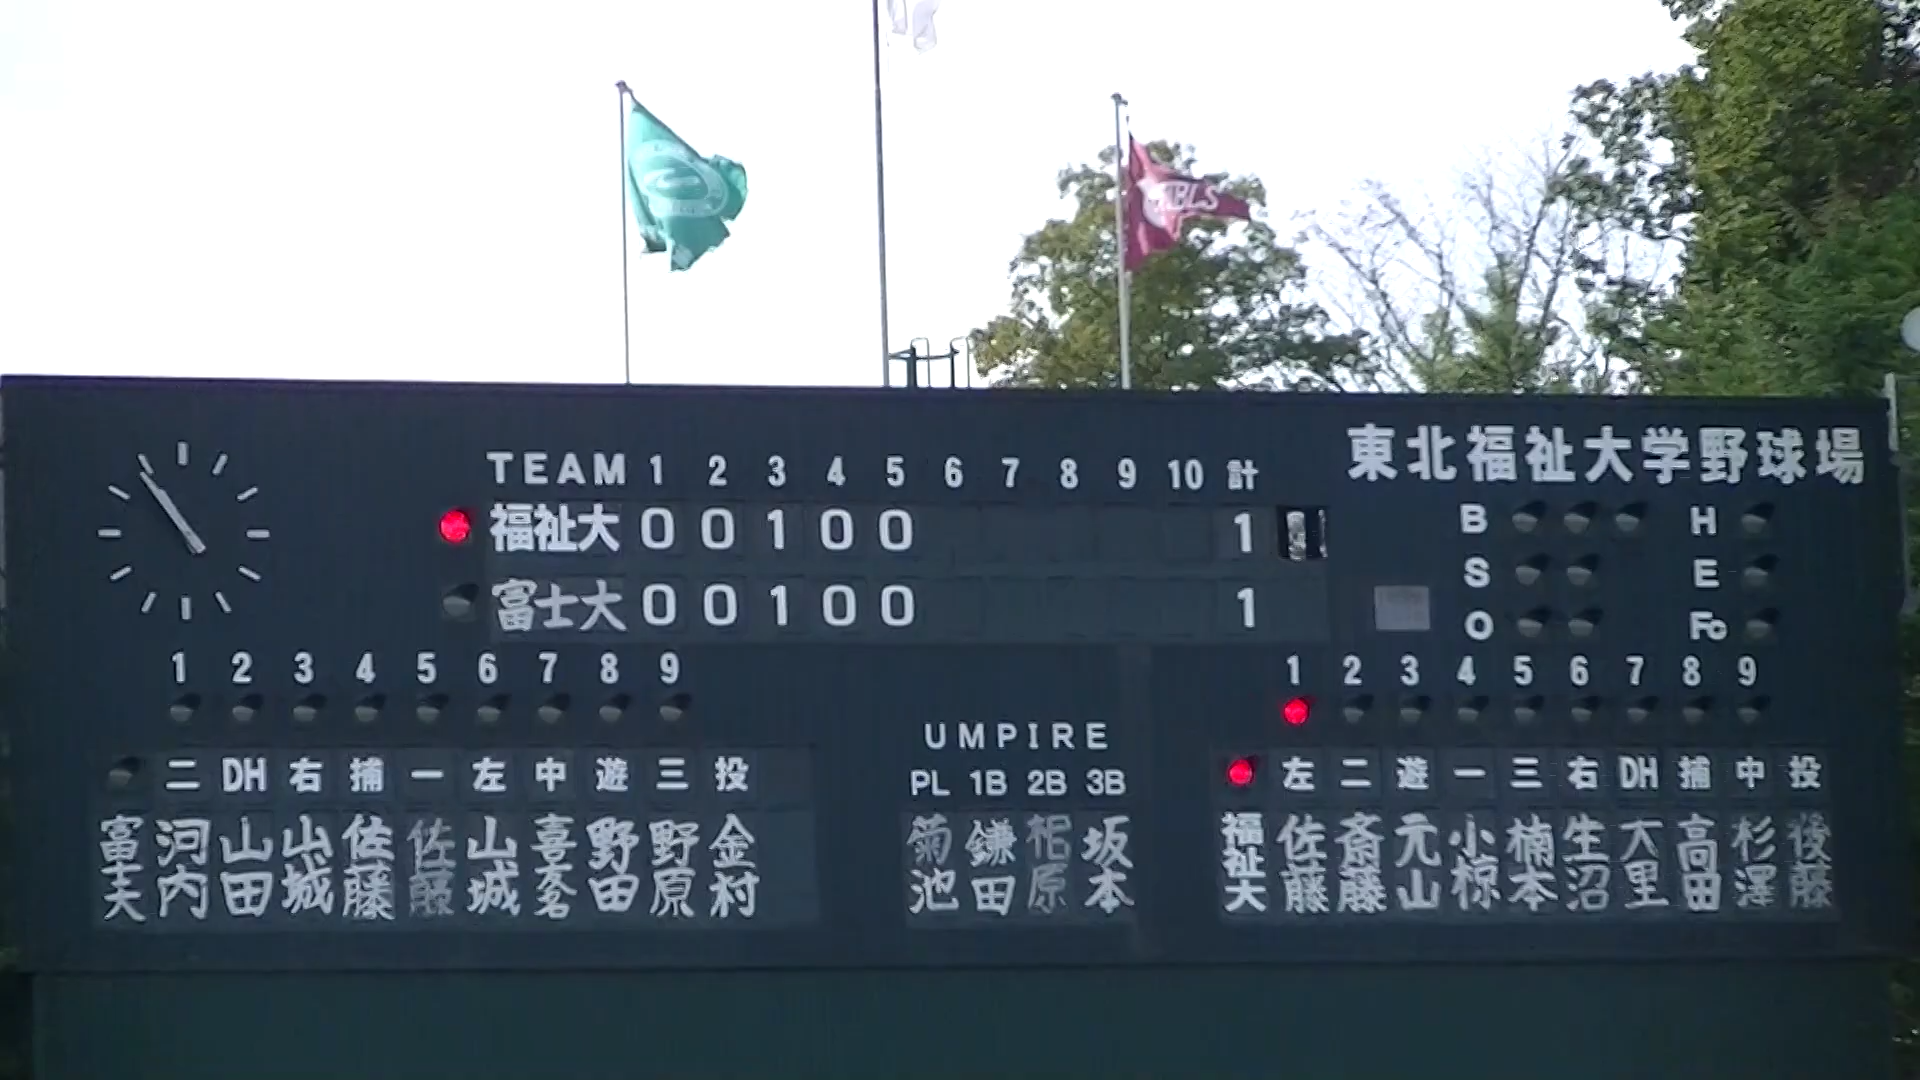 KBLS
東北福祉大学野球場
TEAM 1 2 3 4 5 6 7 8 9 10 計
福祉大 0 0 1 0 0 1
富士大 0 0 1 0 0 1
B H
S E
O Fc
1 2 3 4 5 6 7 8 9
二 DH 右 捕 一 左 中 遊 三 投
富士大 河内 山田 山城 佐藤 佐藤 山城 野田 野原 金村
UMPIRE
PL 1B 2B 3B
菊池 鎌田 相原 坂本
1 2 3 4 5 6 7 8 9
左 二 遊 一 三 右 DH 捕 中 投
福祉大 佐藤 斎藤 元山 小椋 楠本 生沼 大里 高田 杉澤 後藤